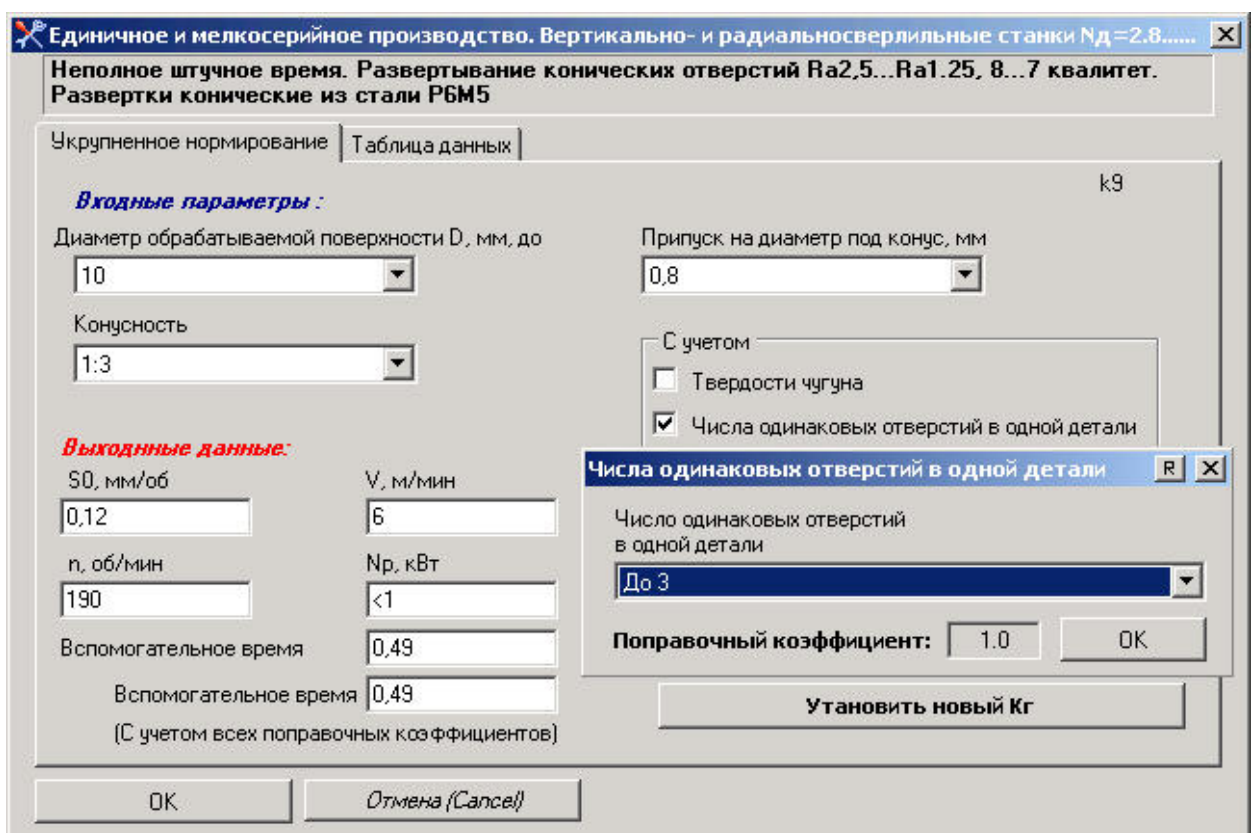 Единичное и мелкосерийное производство. Вертикально- и радиальносверлильные станки Nд=2.8......
Неполное штучное время. Развертывание конических отверстий Ra2,5...Ra1.25, 8...7 квалитет.
Развертки конические из стали Р6М5
Укрупненное нормирование
Таблица данных
k9
Входные параметры :
Диаметр обрабатываемой поверхности D, мм, до
Припуск на диаметр под конус, мм
10
0,8
Конусность
1:3
С учетом
Твердости чугуна
Числа одинаковых отверстий в одной детали
Выходнные данные:
S0, мм/об
V, м/мин
0,12
6
n, об/мин
Np, кВт
190
<1
Вспомогательное время
0,49
Вспомогательное время
0,49
(С учетом всех поправочных коэффициентов)
Числа одинаковых отверстий в одной детали
R
Число одинаковых отверстий
в одной детали
До 3
Поправочный коэффициент:
1.0
OK
Утановить новый Кг
OK
Отмена (Cancel)